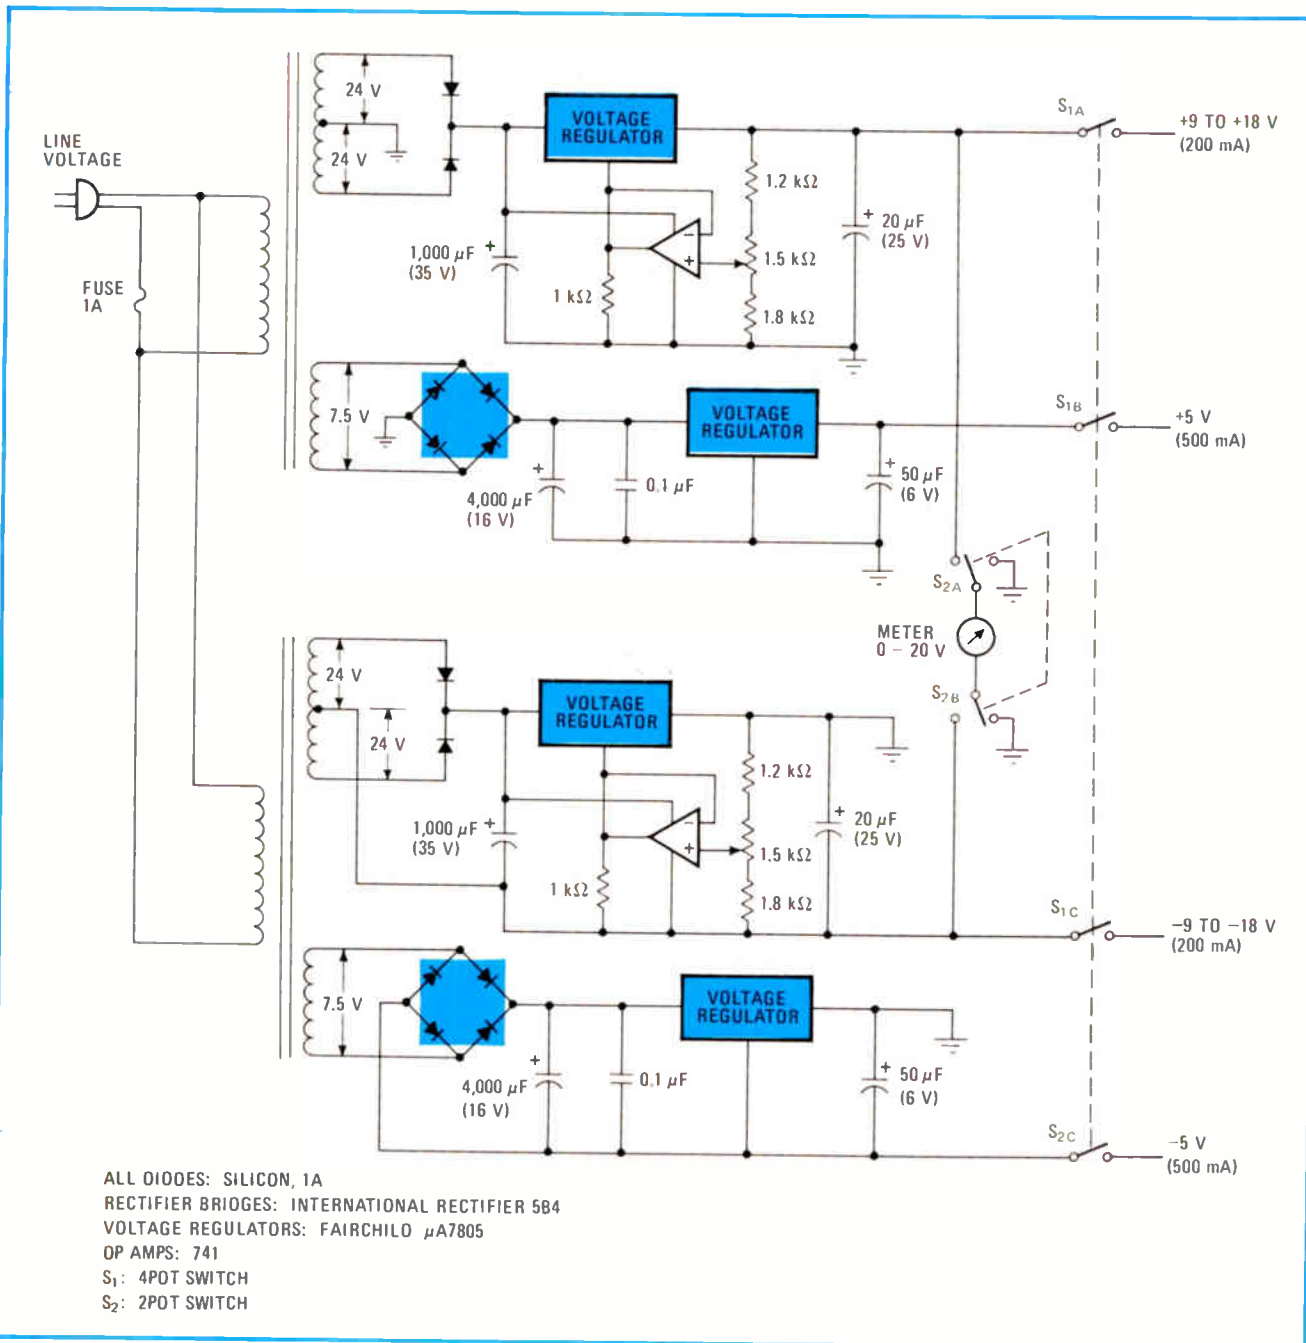 LINE
VOLTAGE
FUSE
1A
24 V
24 V
VOLTAGE
REGULATOR
1,000 µF
(35 V)
+
1 kΩ
−
+
1.2 kΩ
1.5 kΩ
1.8 kΩ
+
20 µF
(25 V)
S1A
+9 TO +18 V
(200 mA)
7.5 V
+
4,000 µF
(16 V)
0.1 µF
VOLTAGE
REGULATOR
+
50 µF
(6 V)
S1B
+5 V
(500 mA)
S2A
METER
0 – 20 V
S2B
24 V
24 V
VOLTAGE
REGULATOR
1,000 µF
(35 V)
+
1 kΩ
−
+
1.2 kΩ
1.5 kΩ
1.8 kΩ
+
20 µF
(25 V)
S1C
−9 TO −18 V
(200 mA)
7.5 V
+
4,000 µF
(16 V)
0.1 µF
VOLTAGE
REGULATOR
+
50 µF
(6 V)
S2C
−5 V
(500 mA)
ALL DIODES: SILICON, 1A
RECTIFIER BRIDGES: INTERNATIONAL RECTIFIER 5B4
VOLTAGE REGULATORS: FAIRCHILD µA7805
OP AMPS: 741
S1: 4POT SWITCH
S2: 2POT SWITCH